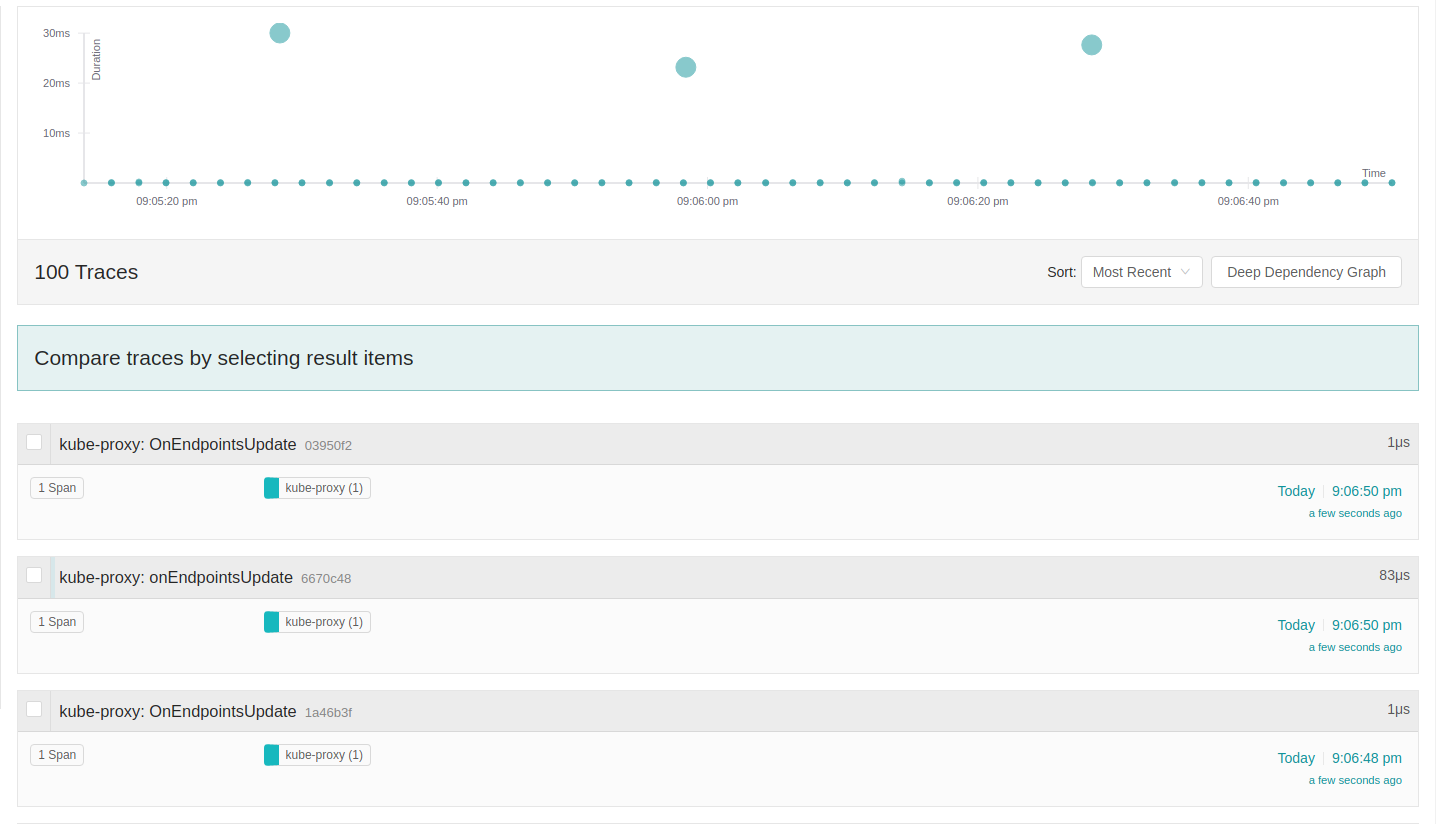 30ms
Duration
20ms
10ms
Time
09:05:20 pm 09:05:40 pm 09:06:00 pm 09:06:20 pm 09:06:40 pm
100 Traces Sort: Most Recent Deep Dependency Graph
Compare traces by selecting result items
kube-proxy: OnEndpointsUpdate 03950f2 1μs
1 Span kube-proxy (1) Today 9:06:50 pm
a few seconds ago
kube-proxy: onEndpointsUpdate 6670c48 83μs
1 Span kube-proxy (1) Today 9:06:50 pm
a few seconds ago
kube-proxy: OnEndpointsUpdate 1a46b3f 1μs
1 Span kube-proxy (1) Today 9:06:48 pm
a few seconds ago